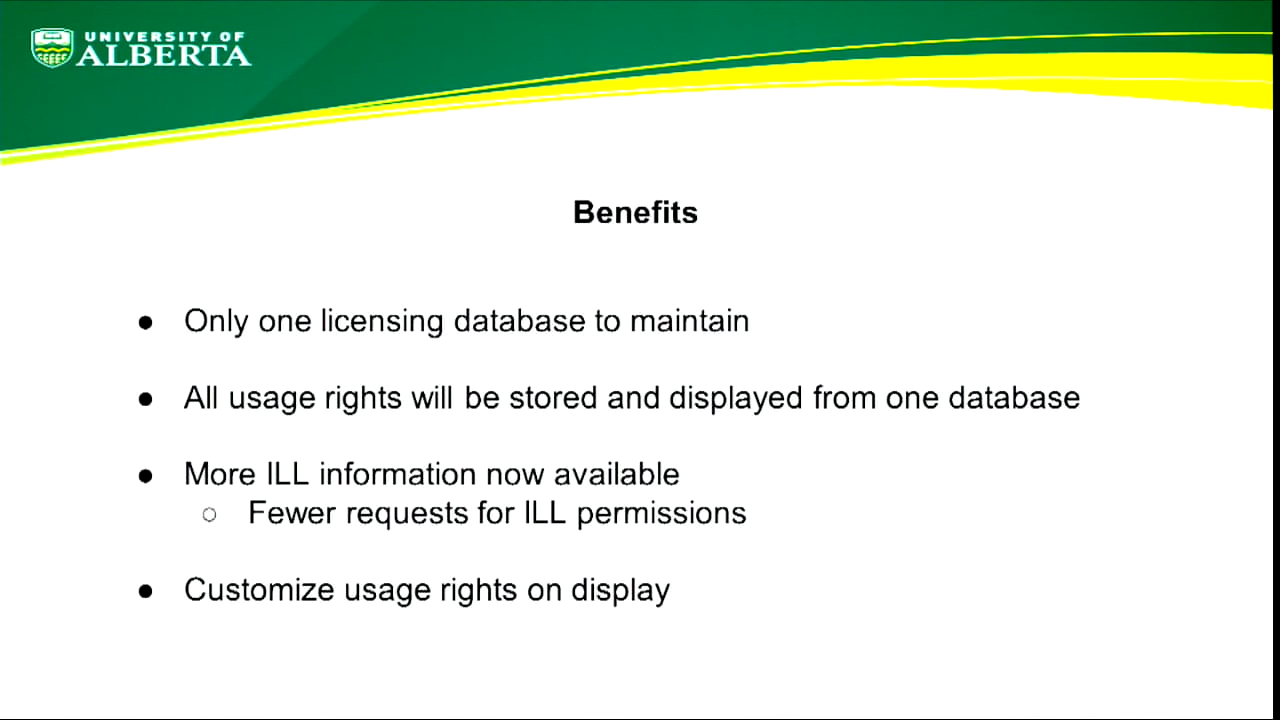 UNIVERSITY OF
ALBERTA
Benefits
● Only one licensing database to maintain
● All usage rights will be stored and displayed from one database
● More ILL information now available
○ Fewer requests for ILL permissions
● Customize usage rights on display